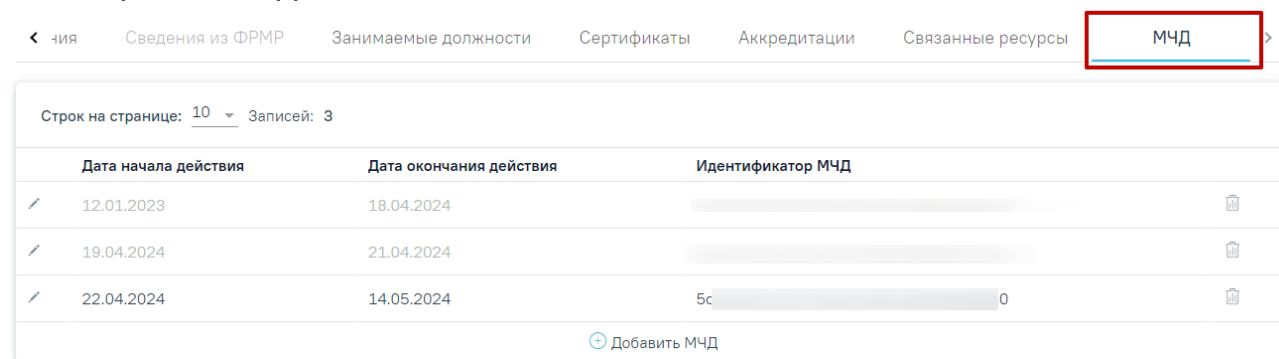 ния Сведения из ФРМР Занимаемые должности Сертификаты Аккредитации Связанные ресурсы МЧД
Строк на странице: 10 Записей: 3
Дата начала действия Дата окончания действия Идентификатор МЧД
12.01.2023 18.04.2024
19.04.2024 21.04.2024
22.04.2024 14.05.2024 5c 0
Добавить МЧД